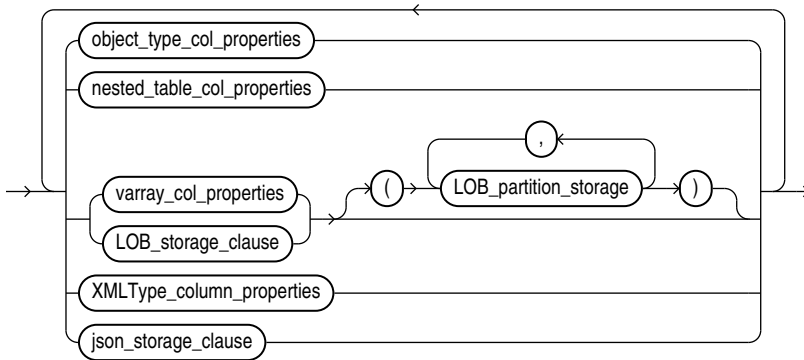 object_type_col_properties
nested_table_col_properties
,
varray_col_properties ( LOB_partition_storage )
LOB_storage_clause
XMLType_column_properties
json_storage_clause